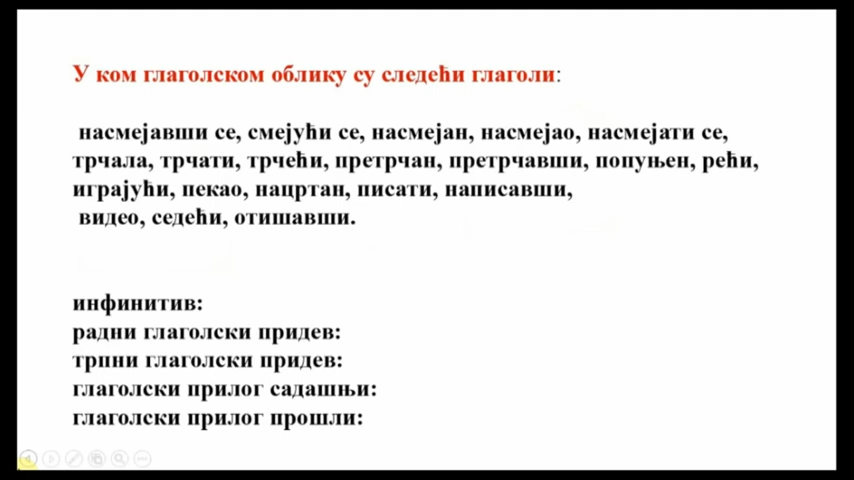 У ком глаголском облику су следећи глаголи:
насмејавши се, смејући се, насмејан, насмејао, насмејати се,
трчала, трчати, трчећи, претрчан, претрчавши, попуњен, рећи,
играјући, пекао, нацртан, писати, написавши,
видео, седећи, отишавши.
инфинитив:
радни глаголски придев:
трпни глаголски придев:
глаголски прилог садашњи:
глаголски прилог прошли: